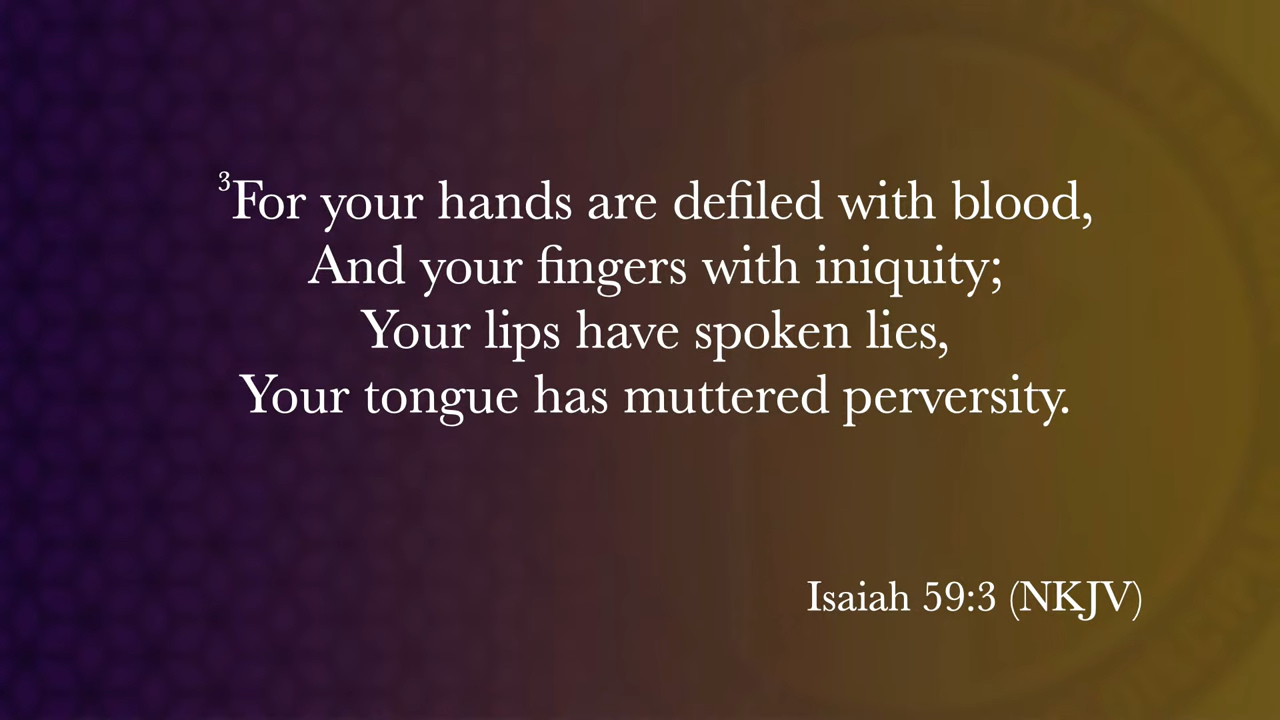 ³For your hands are defiled with blood,
And your fingers with iniquity;
Your lips have spoken lies,
Your tongue has muttered perversity.
Isaiah 59:3 (NKJV)